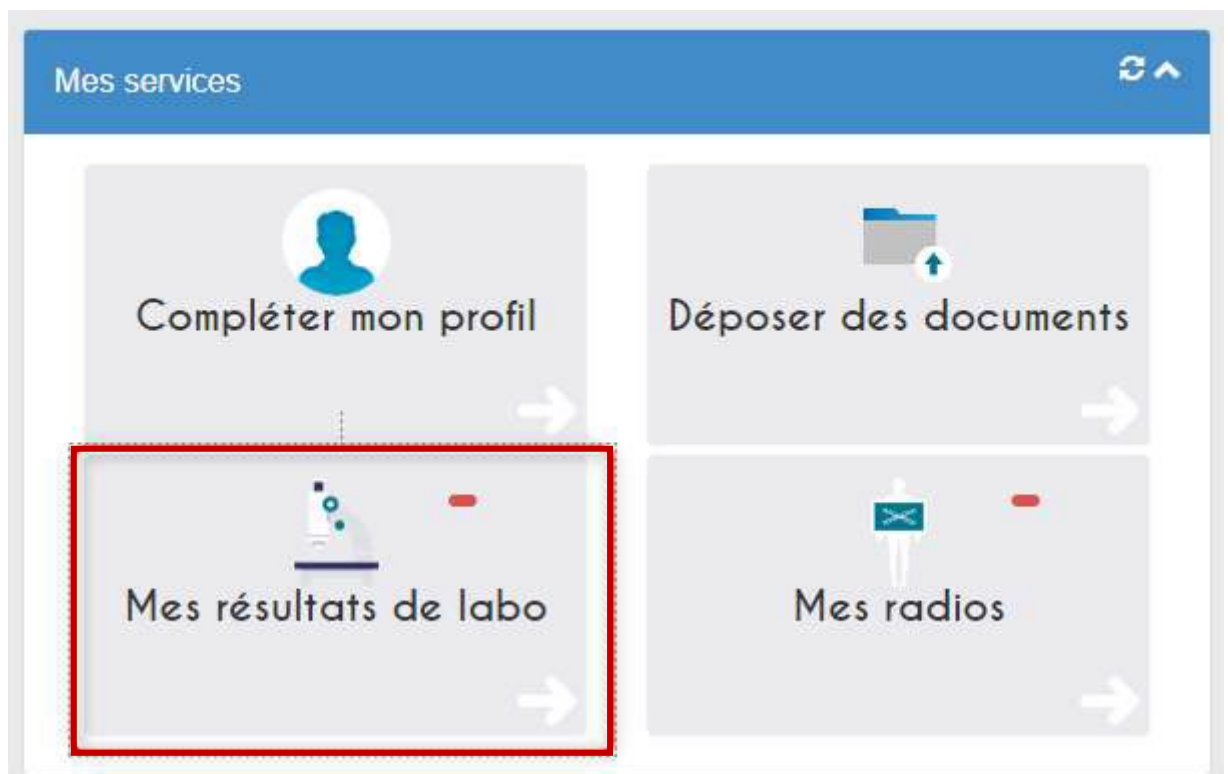 Mes services
Compléter mon profil
Déposer des documents
Mes résultats de labo
Mes radios